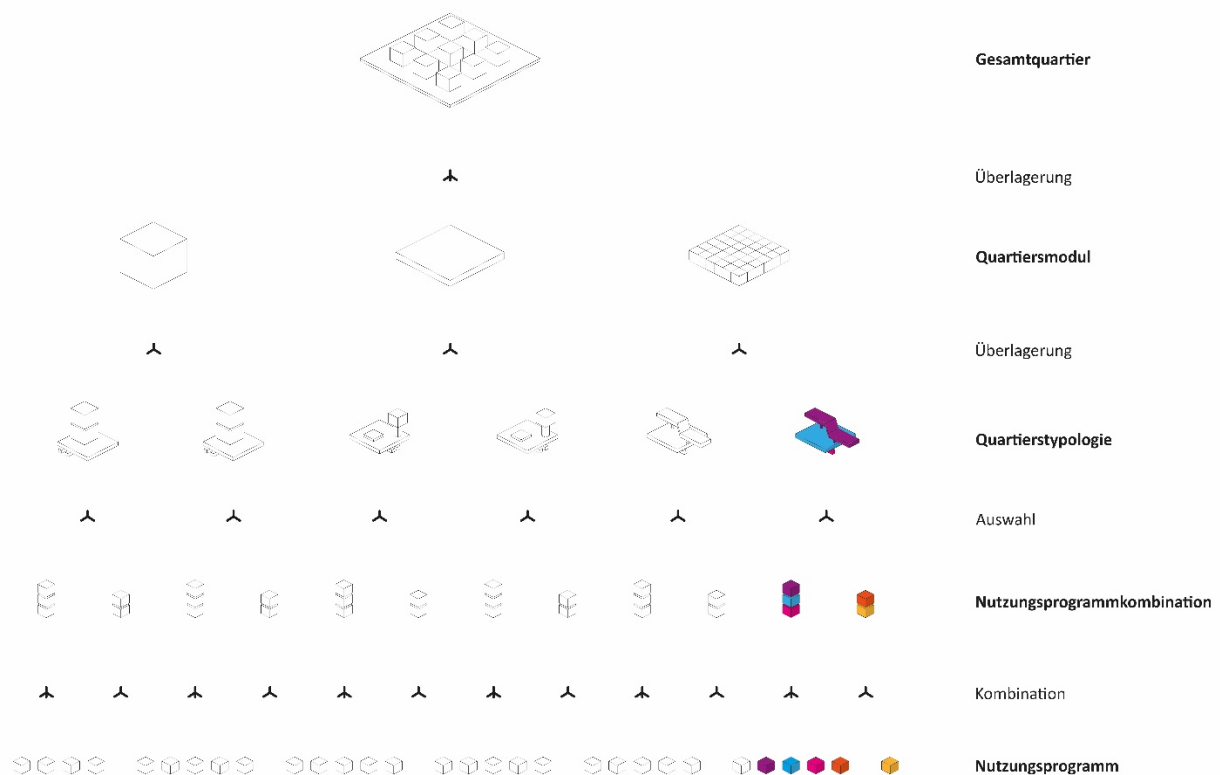 Gesamtquartier
Überlagerung
Quartiersmodul
Überlagerung
Quartierstypologie
Auswahl
Nutzungsprogrammkombination
Kombination
Nutzungsprogramm